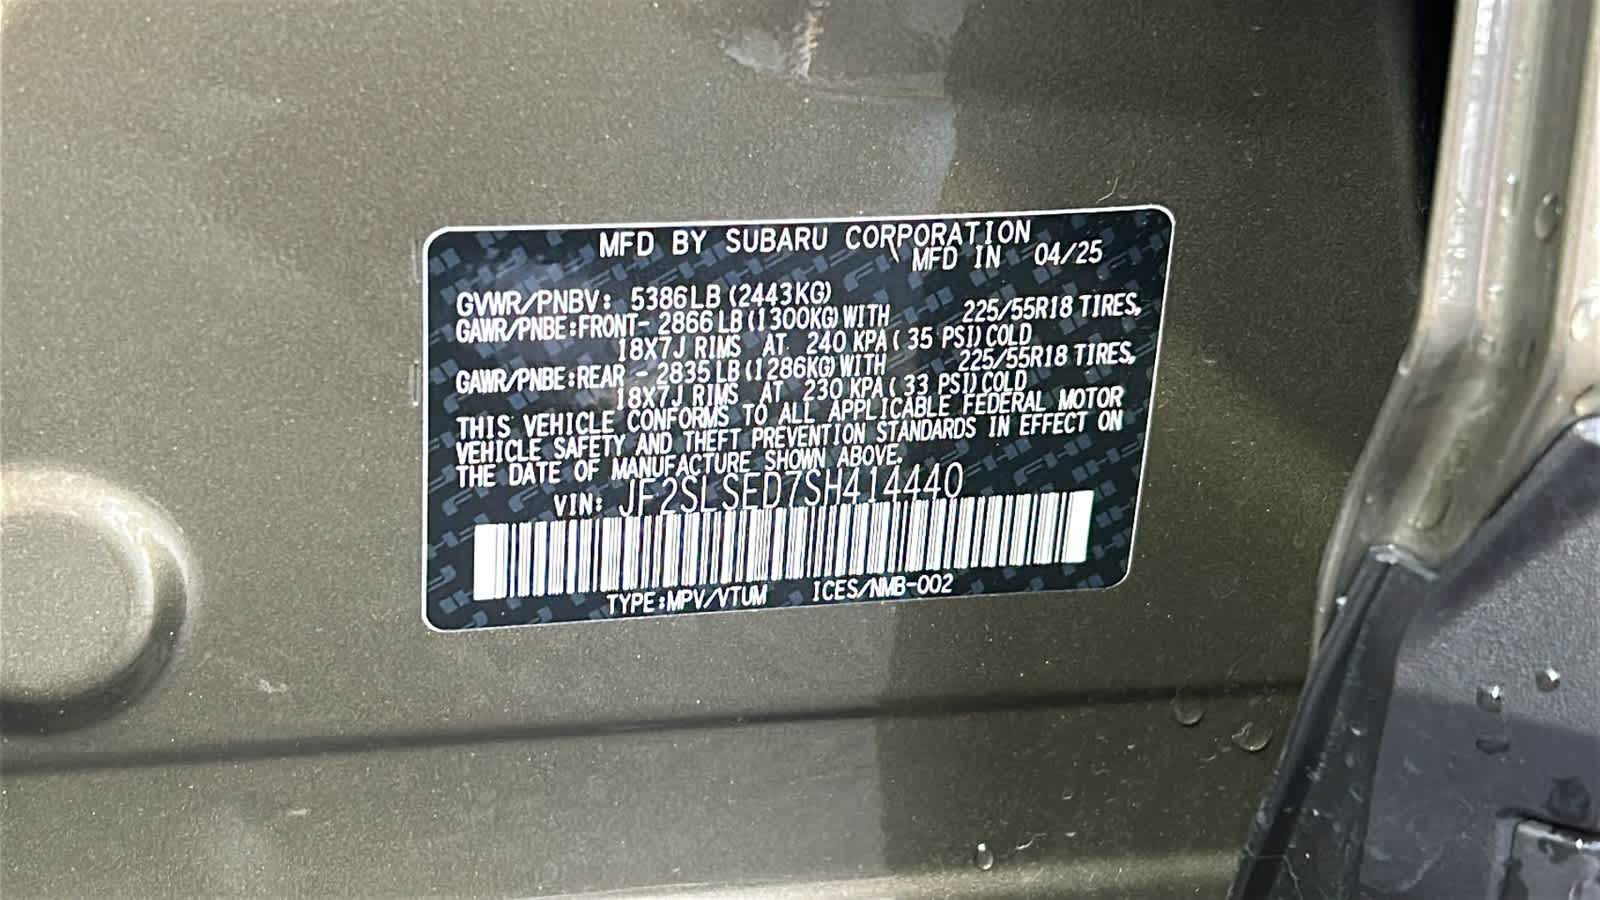 MFD BY SUBARU CORPORATION
MFD IN 04/25
GVWR/PNBV: 5386LB (2443KG)
GAWR/PNBE:FRONT- 2866 LB (1300KG) WITH 225/55R18 TIRES,
18X7J RIMS AT 240 KPA ( 35 PSI) COLD
GAWR/PNBE:REAR - 2835 LB (1286KG) WITH 225/55R18 TIRES,
18X7J RIMS AT 230 KPA ( 33 PSI) COLD
THIS VEHICLE CONFORMS TO ALL APPLICABLE FEDERAL MOTOR
VEHICLE SAFETY AND THEFT PREVENTION STANDARDS IN EFFECT ON
THE DATE OF MANUFACTURE SHOWN ABOVE.
VIN: JF2SLSED7SH414440
TYPE:MPV/VTUM ICES/NMB-002